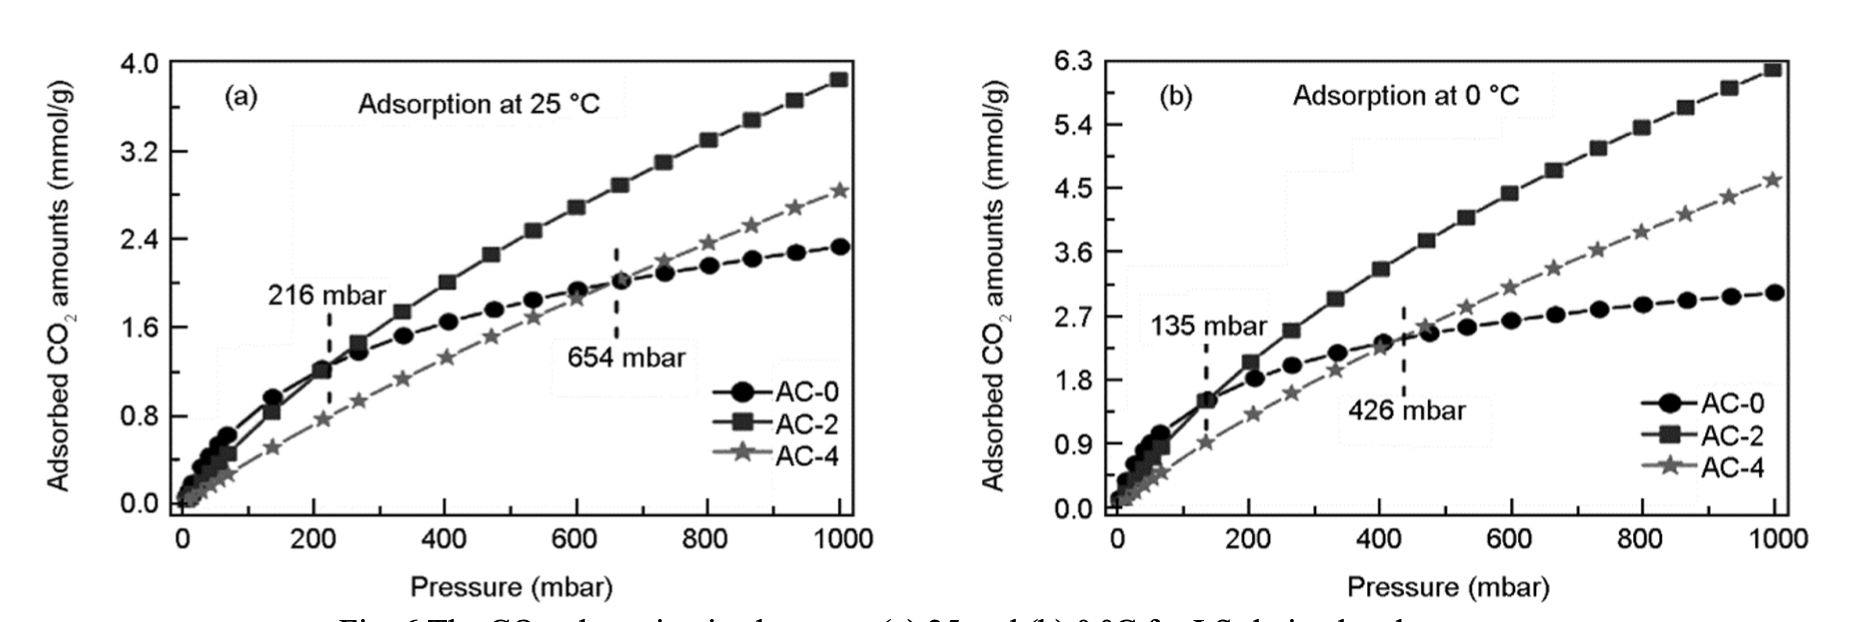 (a)
Adsorption at 25 °C
Adsorbed CO2 amounts (mmol/g)
4.0
3.2
2.4
1.6
0.8
0.0
216 mbar
654 mbar
AC-0
AC-2
AC-4
0 200 400 600 800 1000
Pressure (mbar)
(b)
Adsorption at 0 °C
Adsorbed CO2 amounts (mmol/g)
6.3
5.4
4.5
3.6
2.7
1.8
0.9
0.0
135 mbar
426 mbar
AC-0
AC-2
AC-4
0 200 400 600 800 1000
Pressure (mbar)